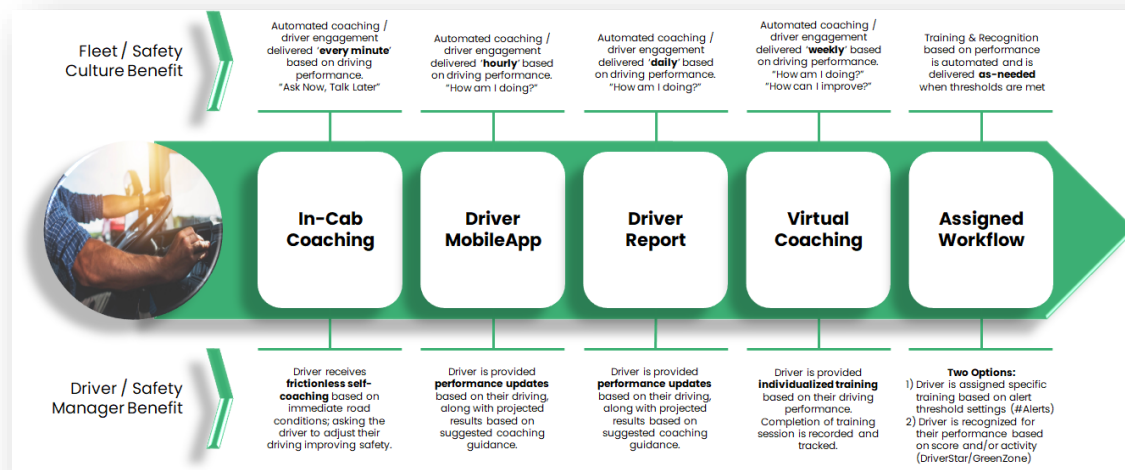 Fleet / Safety
Culture Benefit
Automated coaching /
driver engagement
delivered ‘every minute’
based on driving
performance.
“Ask Now, Talk Later”
Automated coaching /
driver engagement
delivered ‘hourly’ based
on driving performance.
“How am I doing?”
Automated coaching /
driver engagement
delivered ‘daily’ based
on driving performance.
“How am I doing?”
Automated coaching /
driver engagement
delivered ‘weekly’ based
on driving performance.
“How am I doing?”
“How can I improve?”
Training & Recognition
based on performance
is automated and is
delivered as-needed
when thresholds are met
In-Cab
Coaching
Driver
MobileApp
Driver
Report
Virtual
Coaching
Assigned
Workflow
Driver / Safety
Manager Benefit
Driver receives
frictionless self-
coaching based on
immediate road
conditions; asking the
driver to adjust their
driving improving safety.
Driver is provided
performance updates
based on their driving,
along with projected
results based on
suggested coaching
guidance.
Driver is provided
performance updates
based on their driving,
along with projected
results based on
suggested coaching
guidance.
Driver is provided
individualized training
based on their driving
performance.
Completion of training
session is recorded and
tracked.
Two Options:
1) Driver is assigned specific
training based on alert
threshold settings (#Alerts)
2) Driver is recognized for
their performance based
on score and/or activity
(DriverStar/GreenZone)